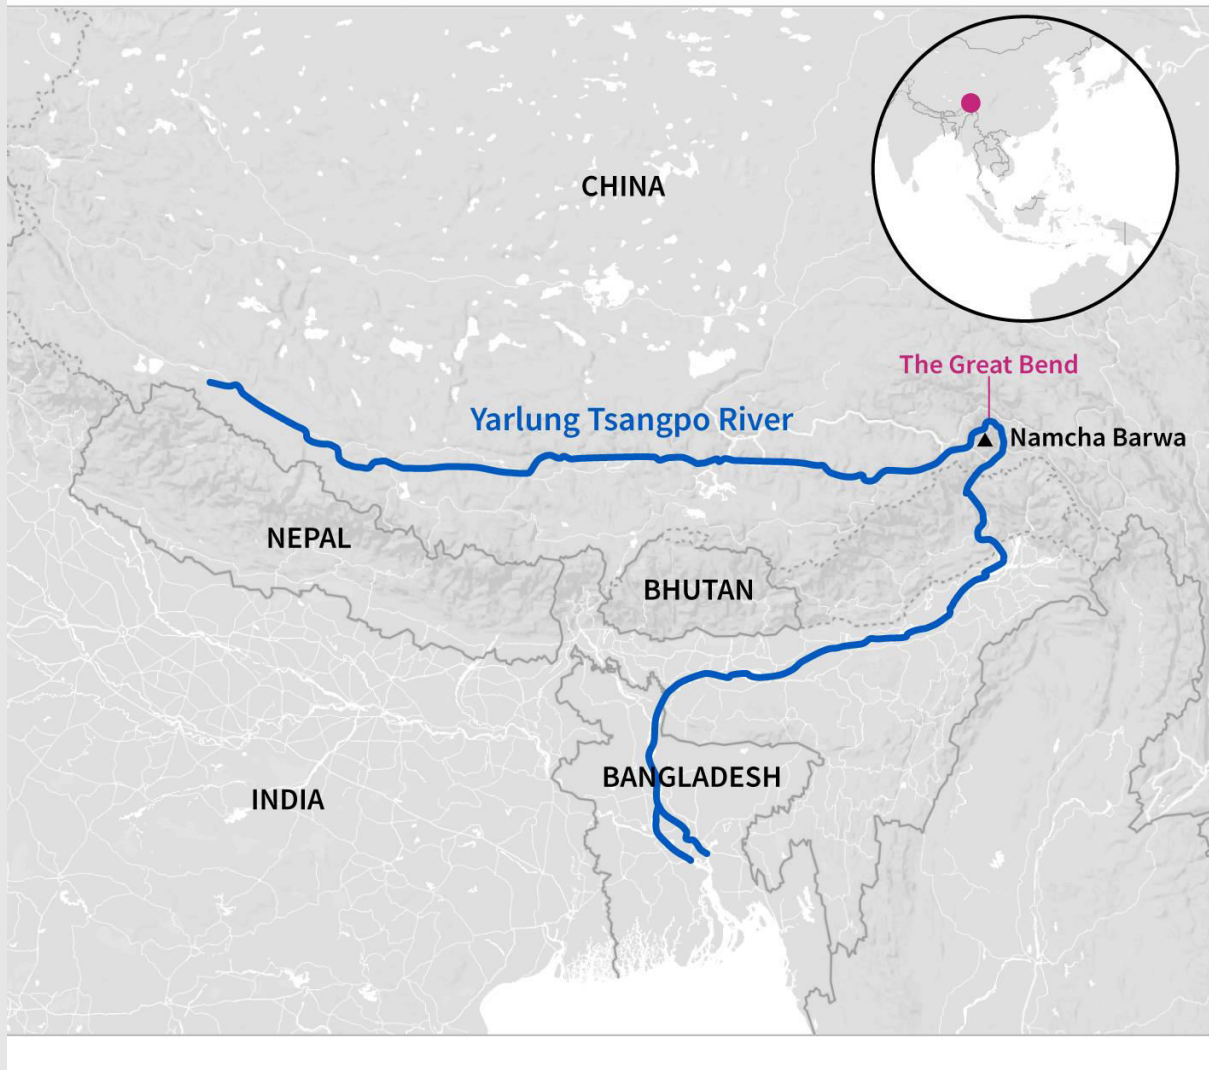 CHINA
The Great Bend
Yarlung Tsangpo River
Namcha Barwa
NEPAL
BHUTAN
BANGLADESH
INDIA